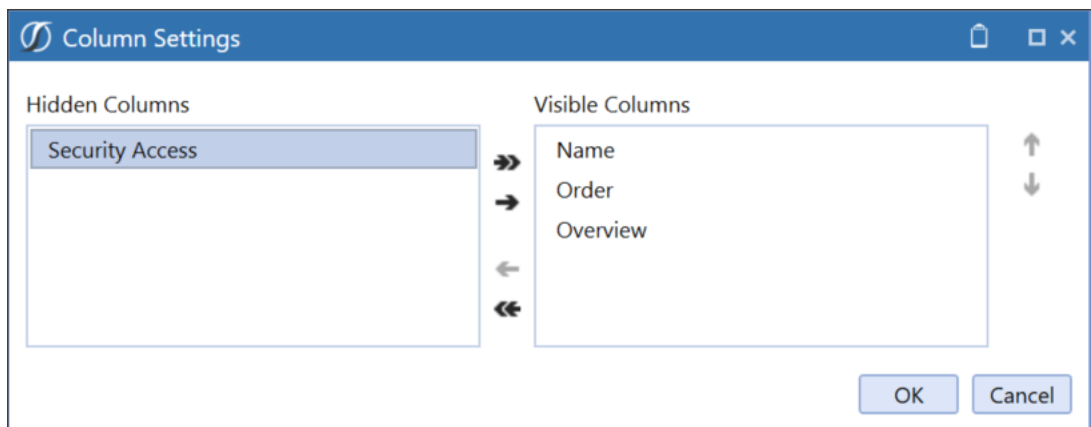 Column Settings
Hidden Columns
Visible Columns
Security Access
Name
Order
Overview
OK
Cancel